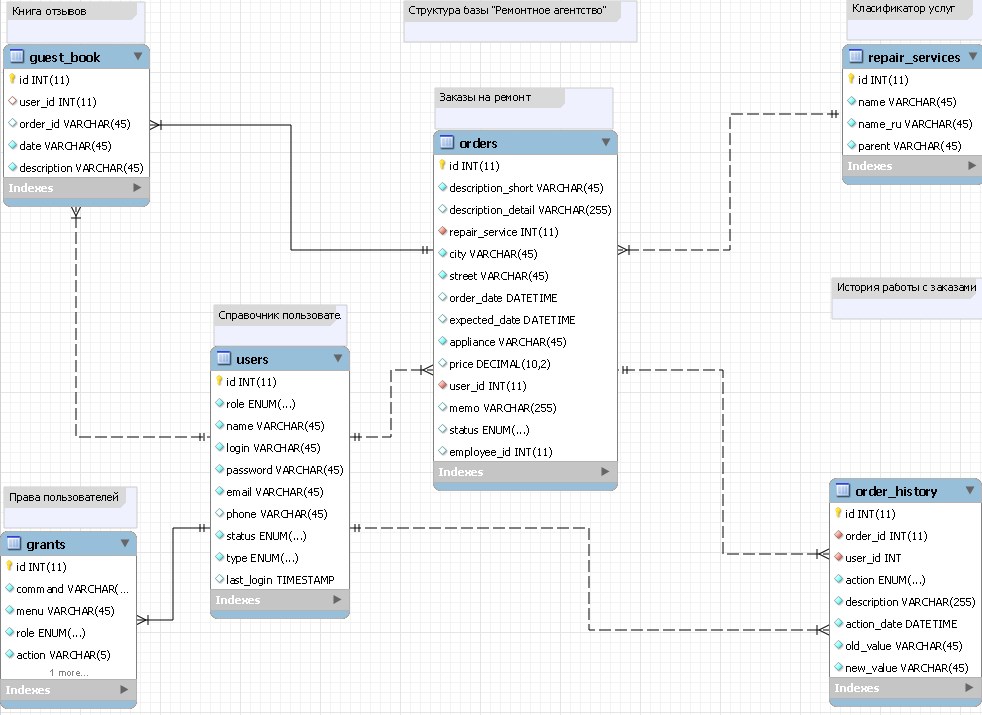 Книга отзывов
guest_book
id INT(11)
user_id INT(11)
order_id VARCHAR(45)
date VARCHAR(45)
description VARCHAR(45)
Indexes
Структура базы "Ремонтное агентство"
Класификатор услуг
repair_services
id INT(11)
name VARCHAR(45)
name_ru VARCHAR(45)
parent VARCHAR(45)
Indexes
Заказы на ремонт
orders
id INT(11)
description_short VARCHAR(45)
description_detail VARCHAR(255)
repair_service INT(11)
city VARCHAR(45)
street VARCHAR(45)
order_date DATETIME
expected_date DATETIME
appliance VARCHAR(45)
price DECIMAL(10,2)
user_id INT(11)
memo VARCHAR(255)
status ENUM(...)
employee_id INT(11)
Indexes
Справочник пользовате.
users
id INT(11)
role ENUM(...)
name VARCHAR(45)
login VARCHAR(45)
password VARCHAR(45)
email VARCHAR(45)
phone VARCHAR(45)
status ENUM(...)
type ENUM(...)
last_login TIMESTAMP
Indexes
Права пользователей
grants
id INT(11)
command VARCHAR(...
menu VARCHAR(45)
role ENUM(...)
action VARCHAR(5)
1 more...
Indexes
История работы с заказами
order_history
id INT(11)
order_id INT(11)
user_id INT
action ENUM(...)
description VARCHAR(255)
action_date DATETIME
old_value VARCHAR(45)
new_value VARCHAR(45)
Indexes